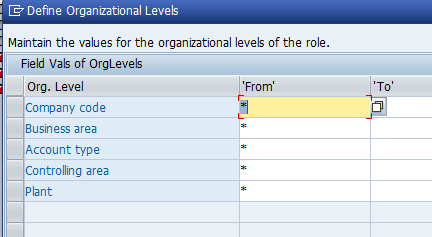 Define Organizational Levels
Maintain the values for the organizational levels of the role.
Field Vals of OrgLevels
Org. Level 'From' 'To'
Company code *
Business area *
Account type *
Controlling area *
Plant *